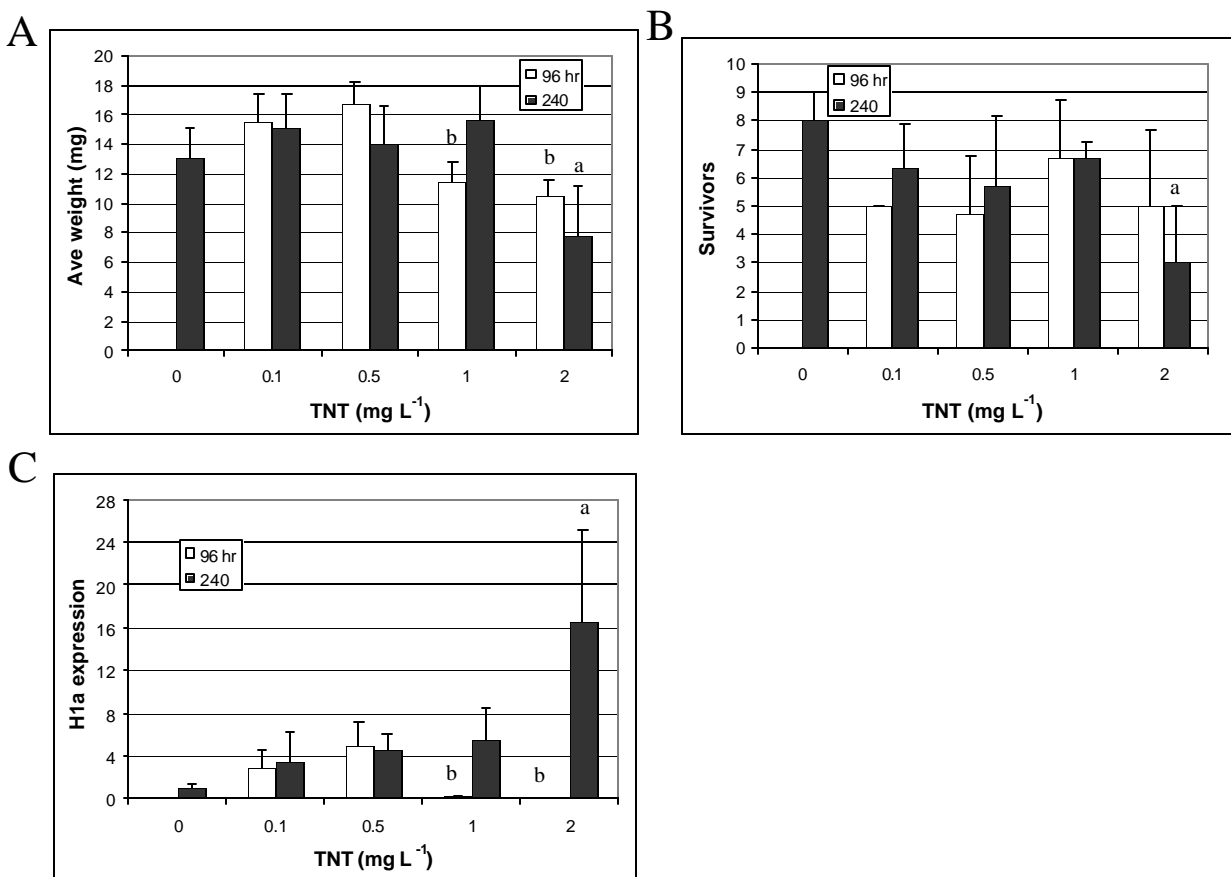 A
20
18
16
14
12
10
8
6
4
2
0
Ave weight (mg)
96 hr
240
b
b
a
0 0.1 0.5 1 2
TNT (mg L⁻¹)
B
10
9
8
7
6
5
4
3
2
1
0
Survivors
96 hr
240
a
0 0.1 0.5 1 2
TNT (mg L⁻¹)
C
28
24
20
16
12
8
4
0
H1a expression
96 hr
240
b
b
a
0 0.1 0.5 1 2
TNT (mg L⁻¹)